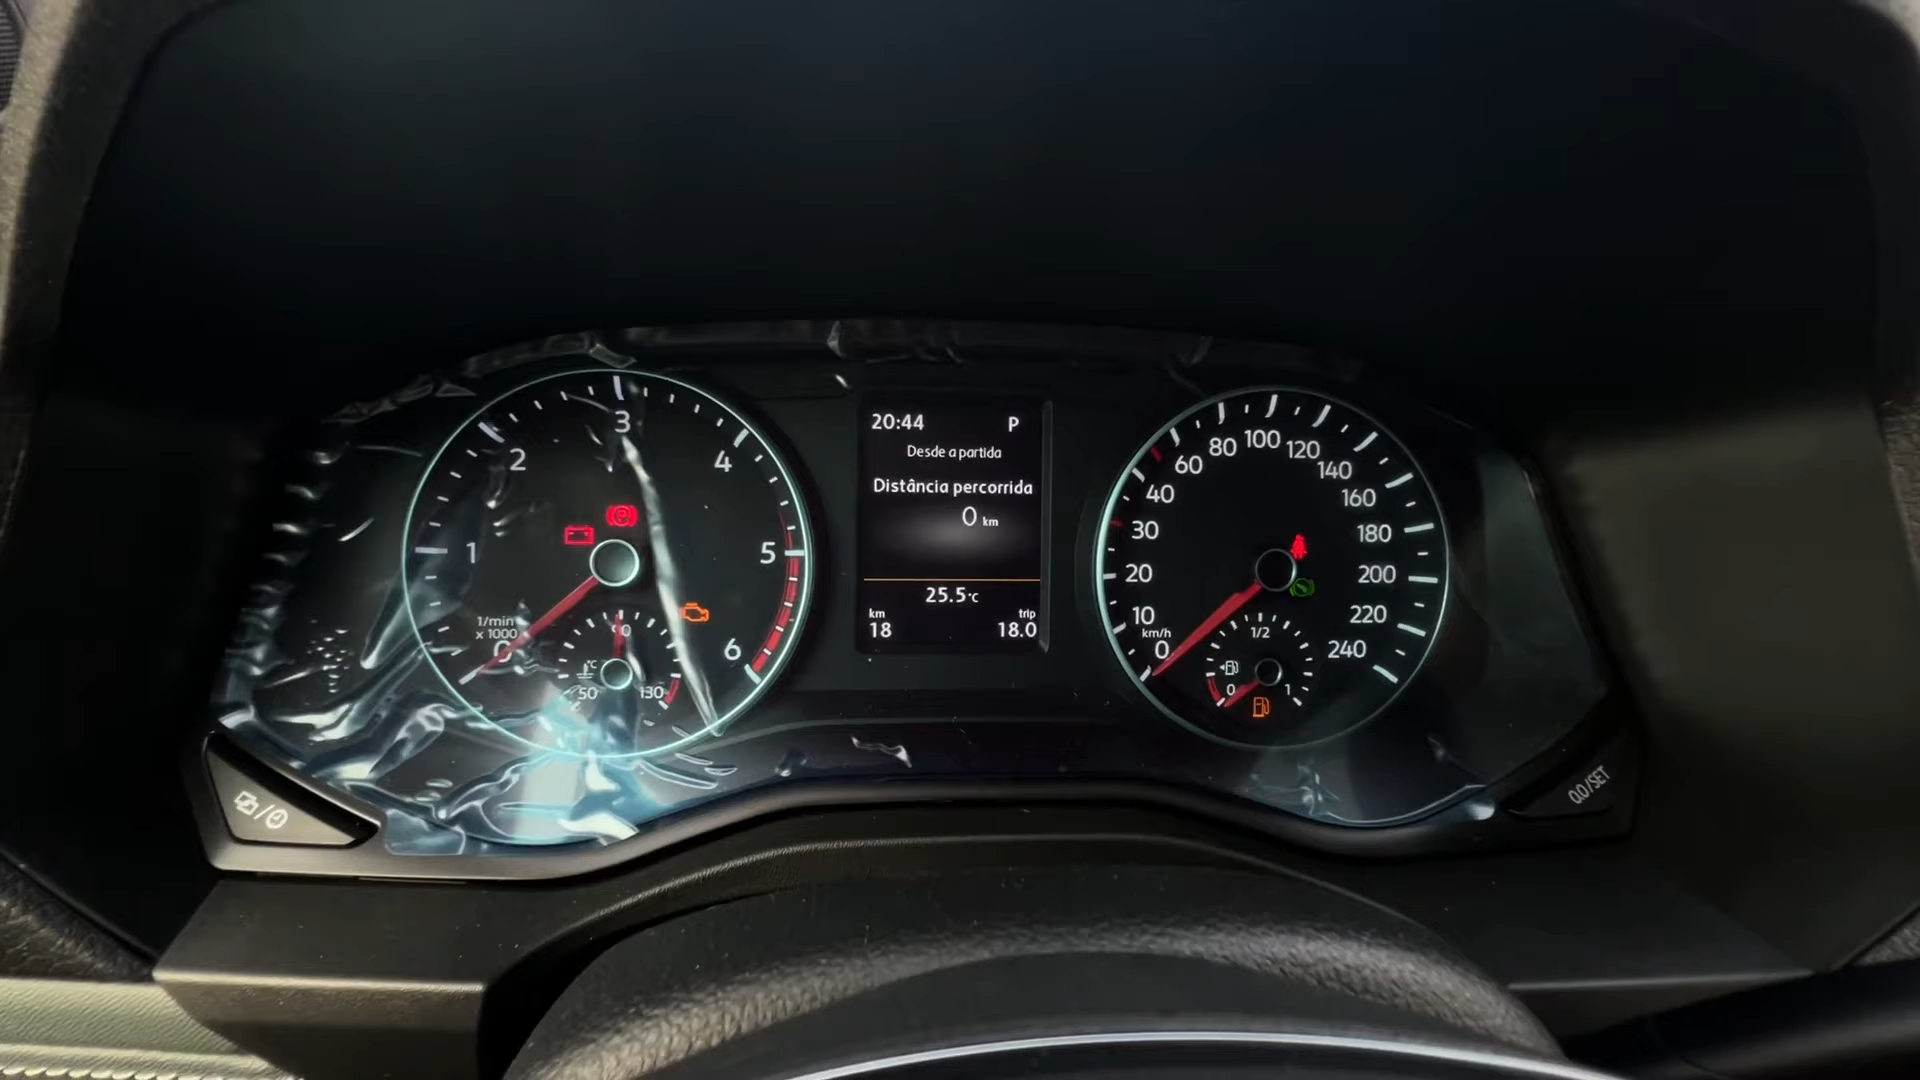 1/min
x 1000
0
1
2
3
4
5
6
°C
50
90
130
20:44 P
Desde a partida
Distância percorrida
0 km
25.5°C
km trip
18 18.0
km/h
0
10
20
30
40
60
80
100
120
140
160
180
200
220
240
1/2
0 1
0.0/SET